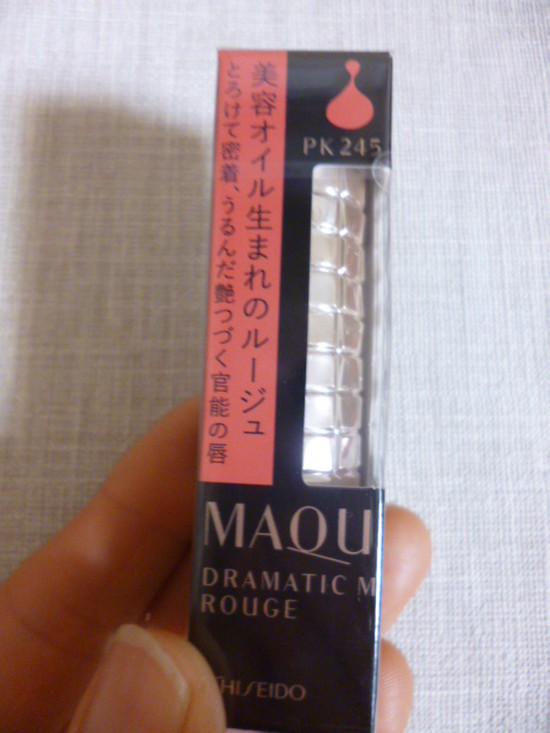 美容オイル生まれのルージュ
とろけて密着、うるんだ艶つづく官能の唇
PK245
MAQU
DRAMATIC M
ROUGE
SHISEIDO